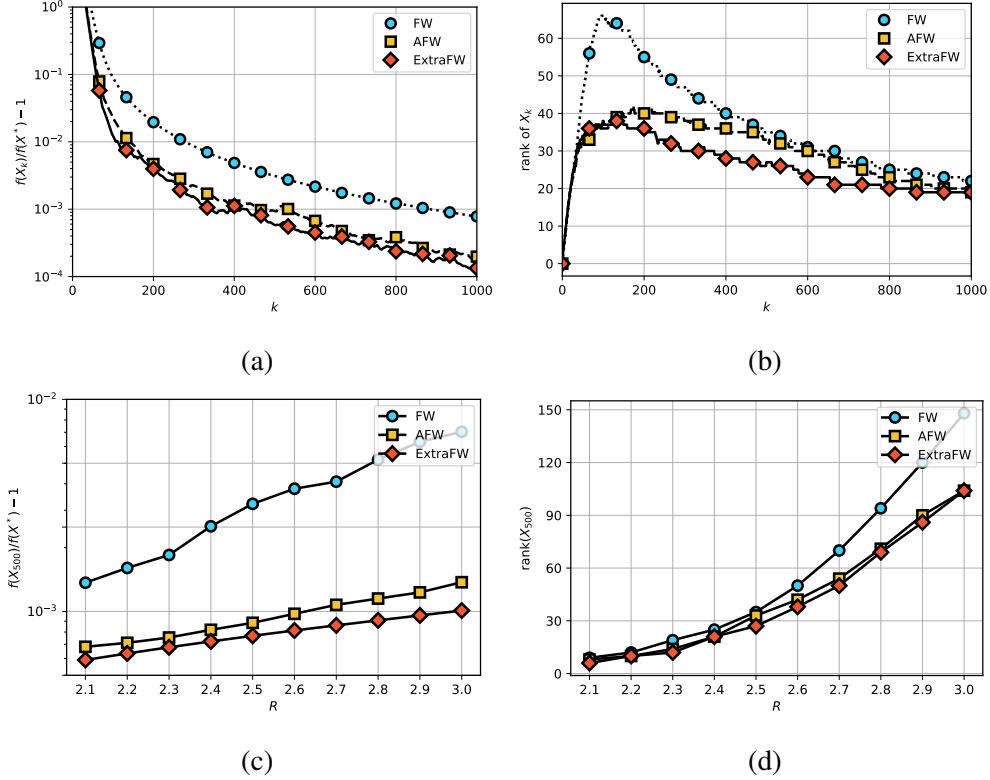 10⁰
10⁻¹
10⁻²
10⁻³
10⁻⁴
f(X_k)/f(X*) − 1
0 200 400 600 800 1000
k
FW
AFW
ExtraFW
(a)
60
50
40
30
20
10
0
rank of X_k
0 200 400 600 800 1000
k
FW
AFW
ExtraFW
(b)
10⁻²
10⁻³
f(X₅₀₀)/f(X*) − 1
2.1 2.2 2.3 2.4 2.5 2.6 2.7 2.8 2.9 3.0
R
FW
AFW
ExtraFW
(c)
150
120
90
60
30
0
rank(X₅₀₀)
2.1 2.2 2.3 2.4 2.5 2.6 2.7 2.8 2.9 3.0
R
FW
AFW
ExtraFW
(d)